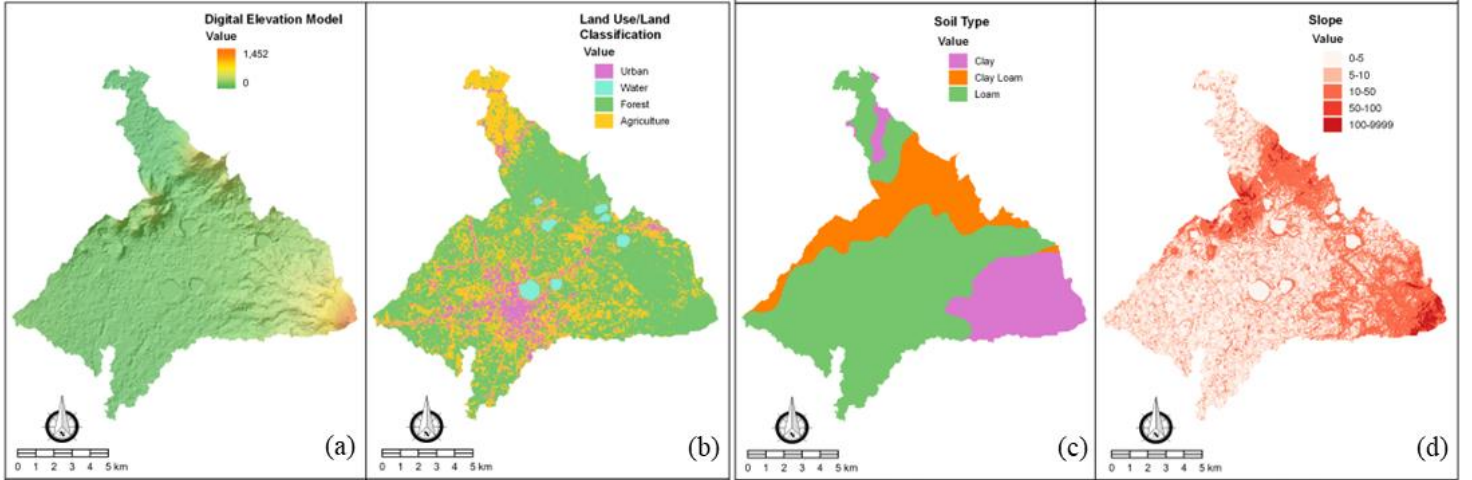 Digital Elevation Model
Value
1,452
0
0 1 2 3 4 5 km
(a)
Land Use/Land
Classification
Value
Urban
Water
Forest
Agriculture
0 1 2 3 4 5 km
(b)
Soil Type
Value
Clay
Clay Loam
Loam
0 1 2 3 4 5 km
(c)
Slope
Value
0-5
5-10
10-50
50-100
100-9999
0 1 2 3 4 5 km
(d)